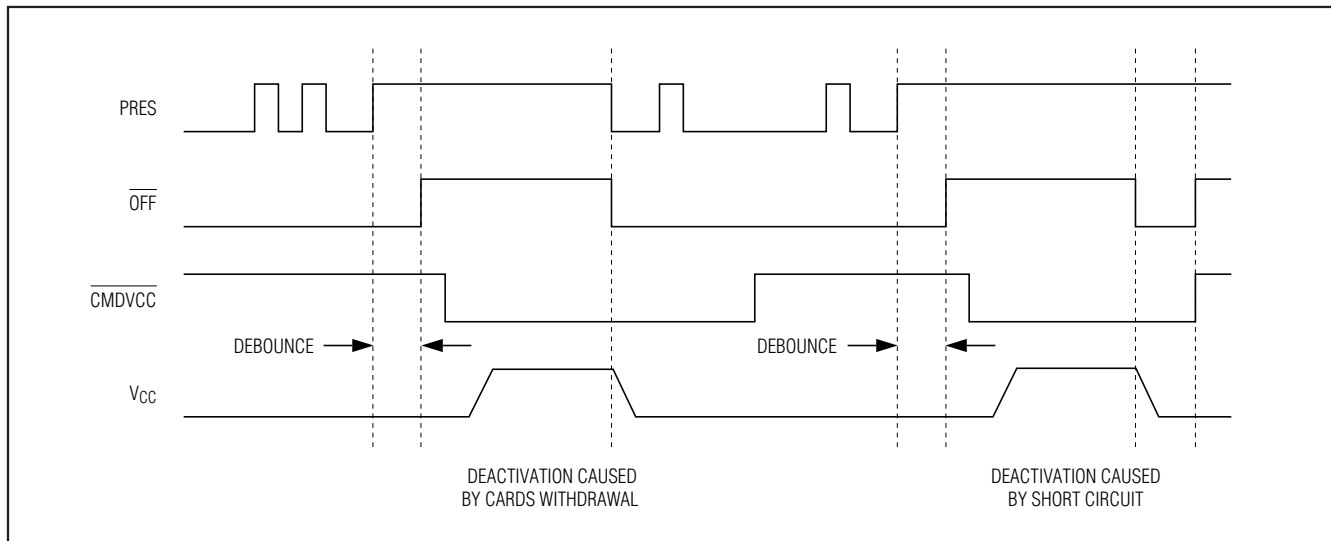 PRES
OFF
CMDVCC
DEBOUNCE
DEBOUNCE
VCC
DEACTIVATION CAUSED
BY CARDS WITHDRAWAL
DEACTIVATION CAUSED
BY SHORT CIRCUIT